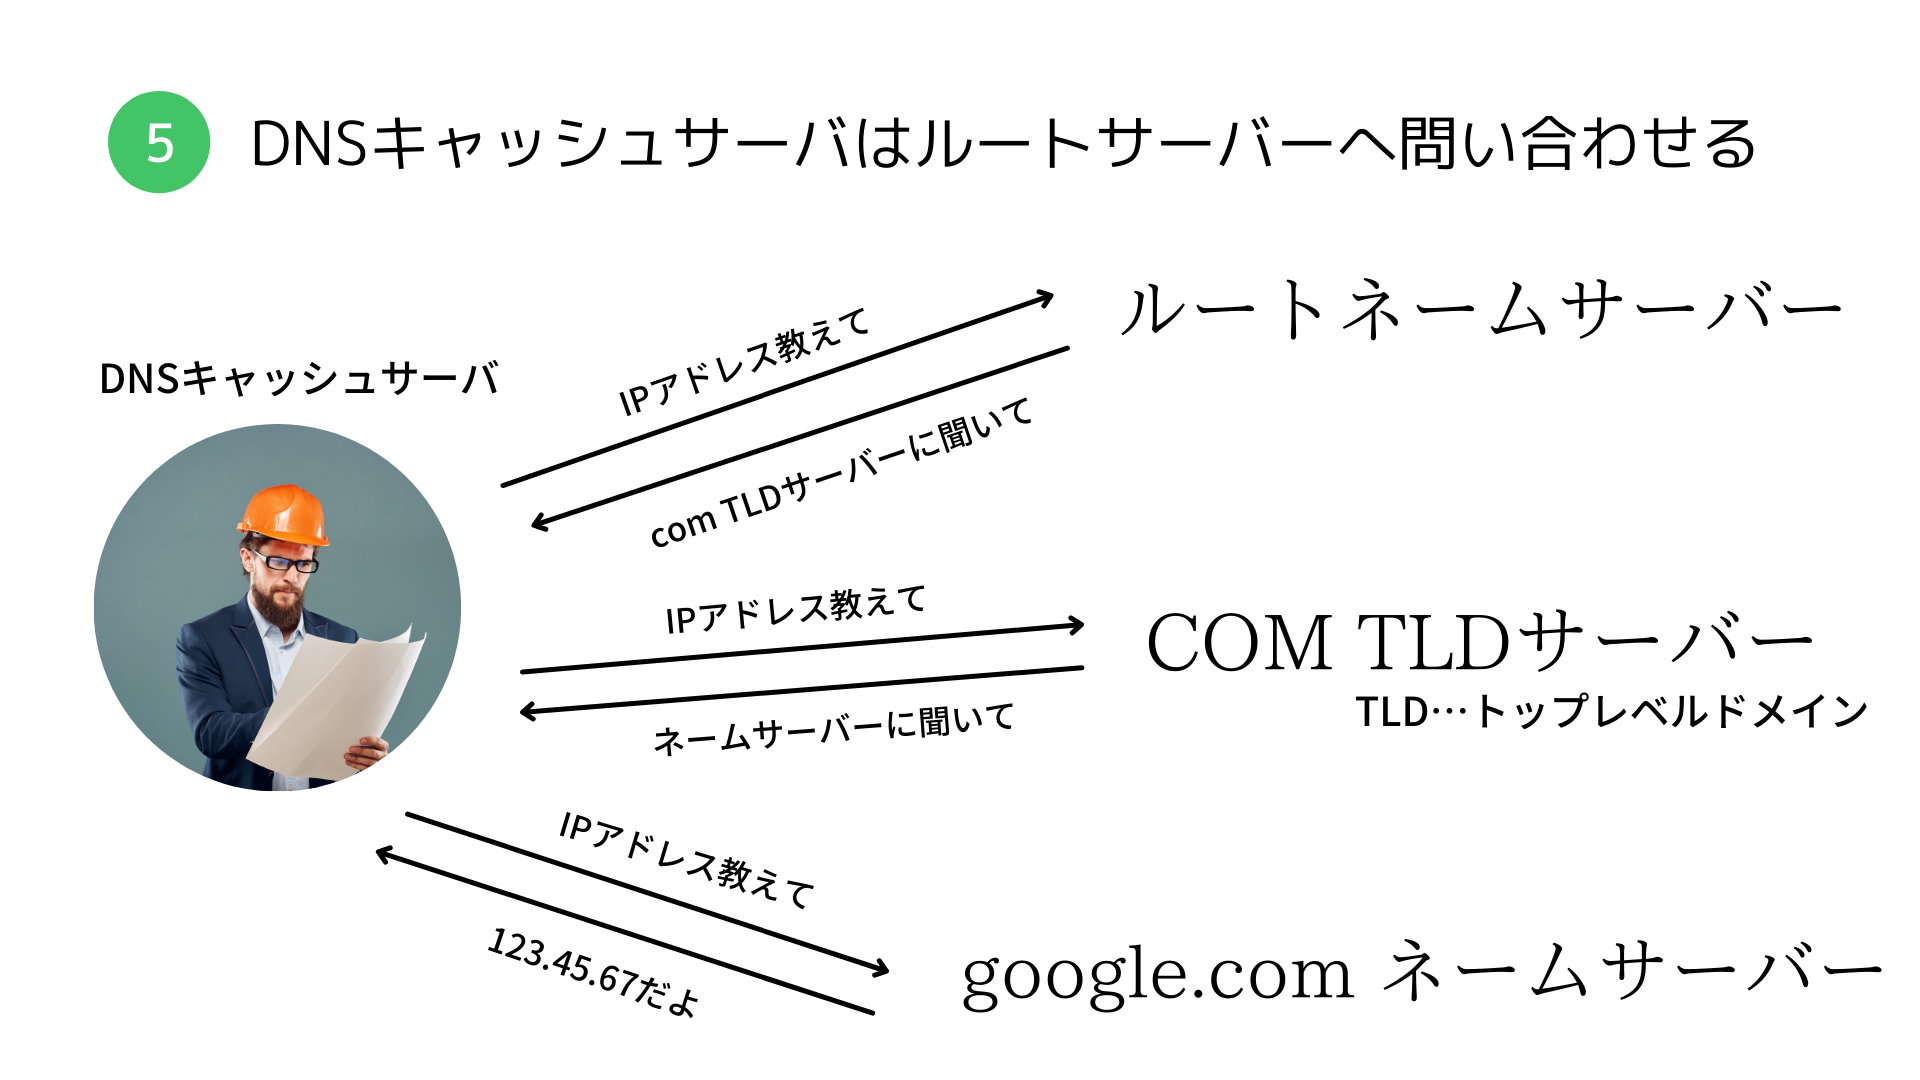 5
DNSキャッシュサーバはルートサーバーへ問い合わせる
DNSキャッシュサーバ
IPアドレス教えて
ルートネームサーバー
com TLDサーバーに聞いて
IPアドレス教えて
COM TLDサーバー
TLD…トップレベルドメイン
ネームサーバーに聞いて
IPアドレス教えて
123.45.67だよ
google.com ネームサーバー